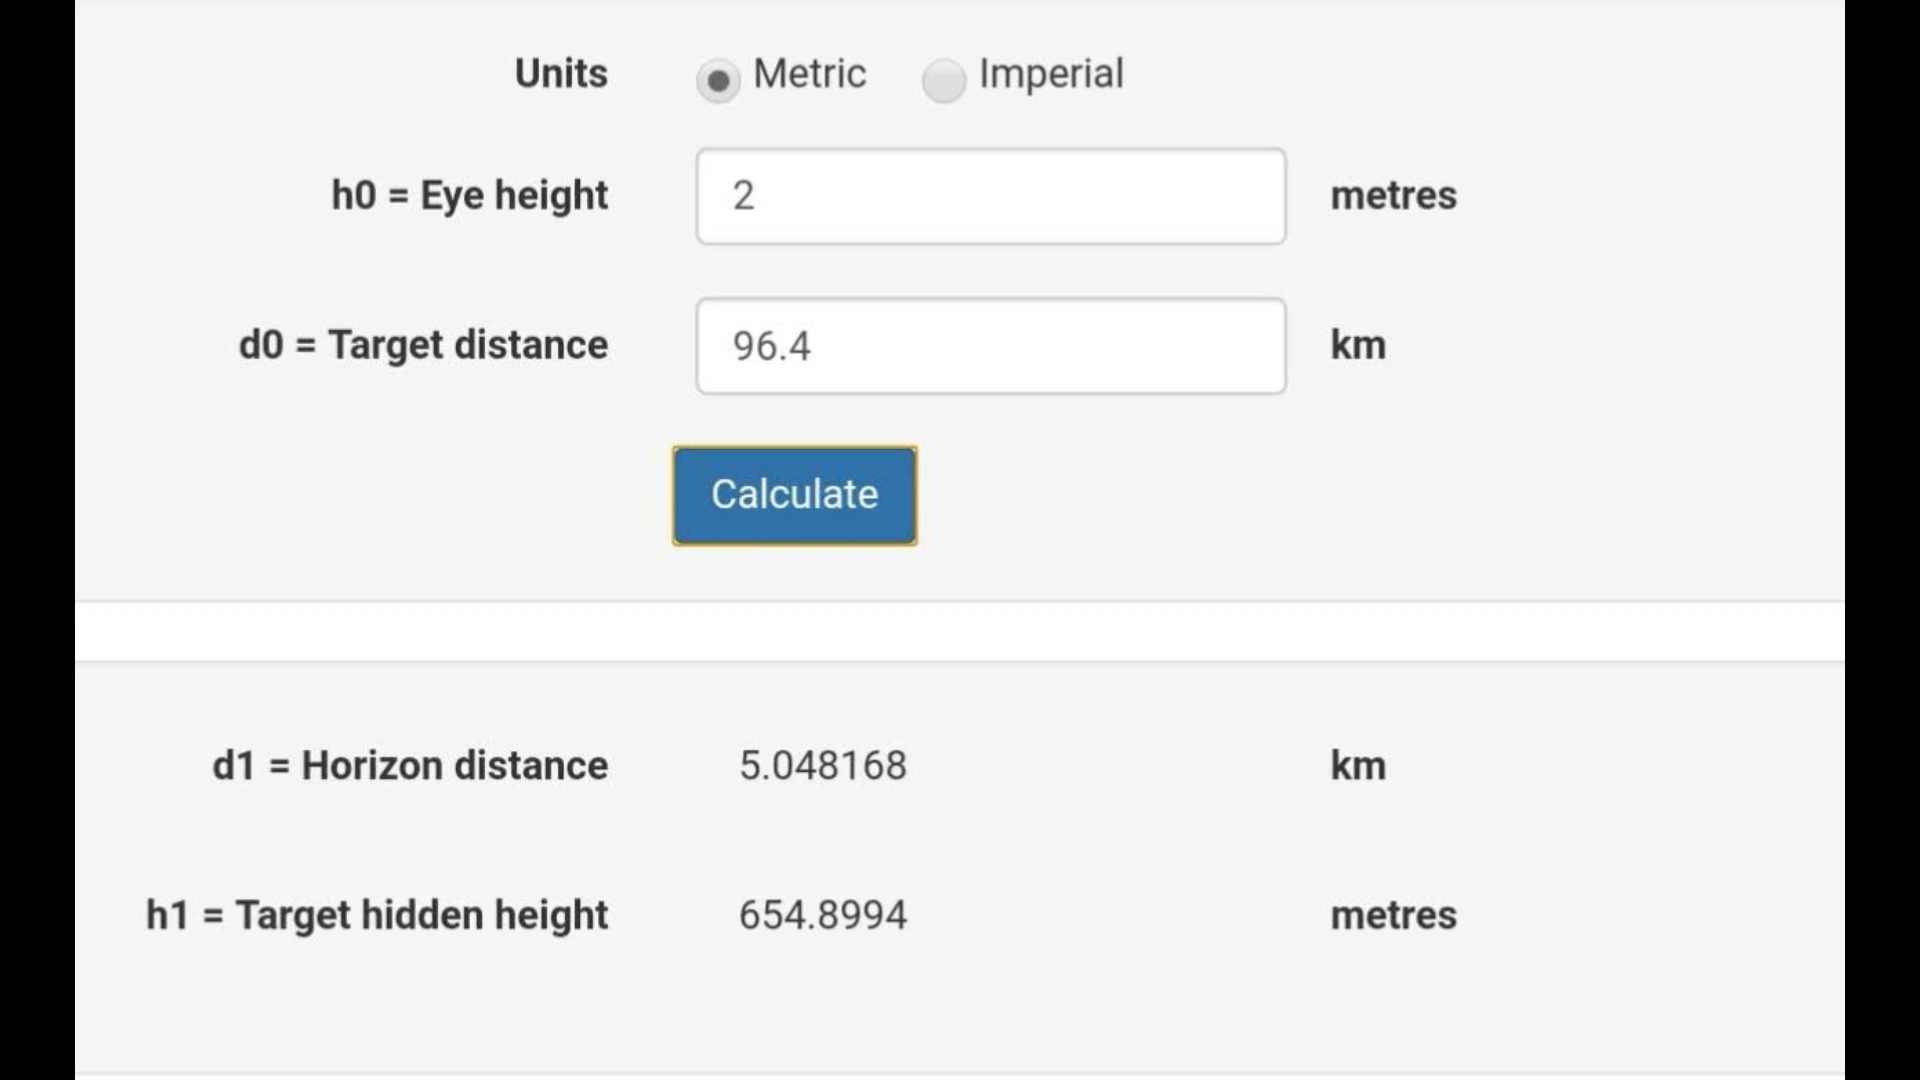 Units Metric Imperial
h0 = Eye height 2 metres
d0 = Target distance 96.4 km
Calculate
d1 = Horizon distance 5.048168 km
h1 = Target hidden height 654.8994 metres